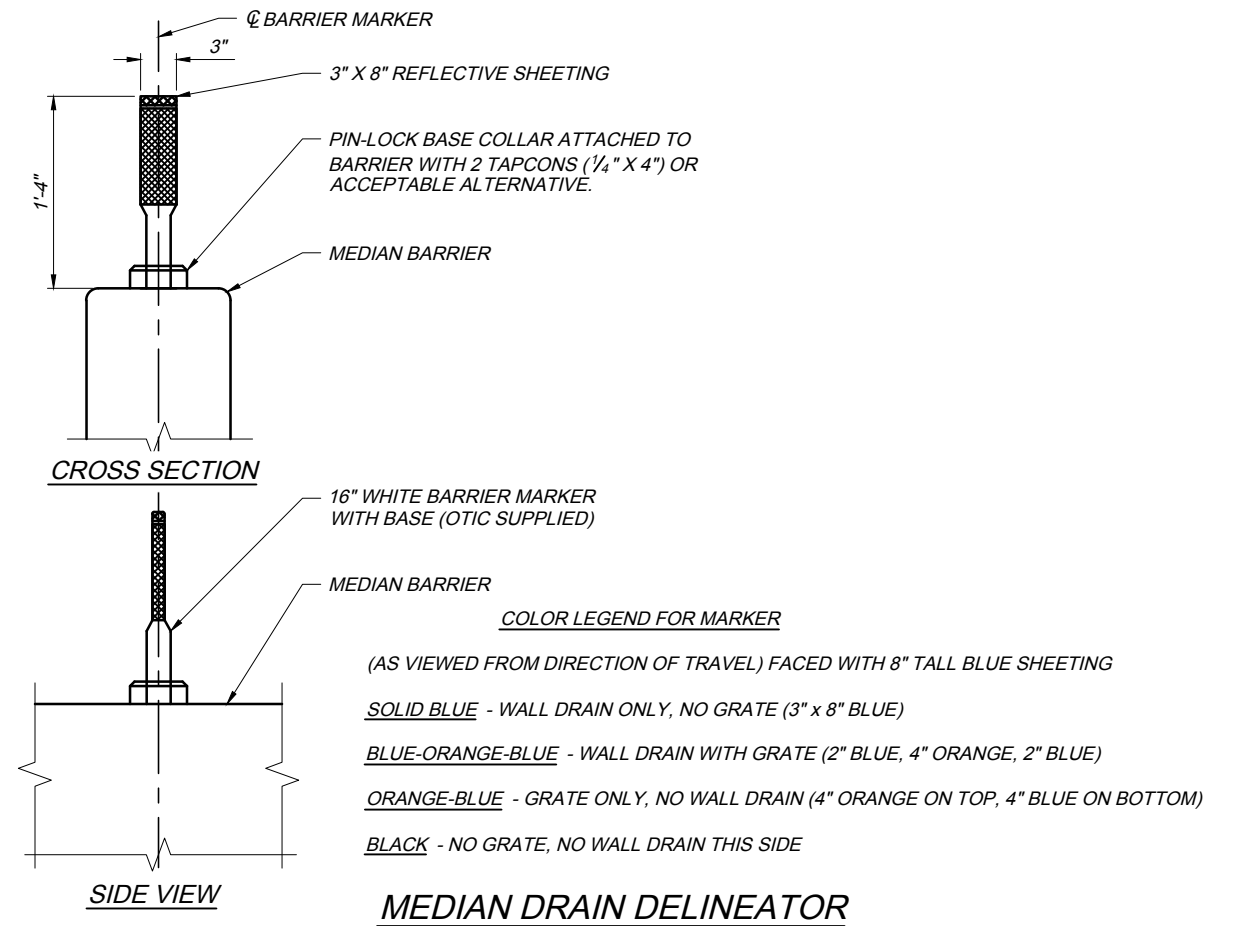 ℄ BARRIER MARKER
3"
3" X 8" REFLECTIVE SHEETING
PIN-LOCK BASE COLLAR ATTACHED TO
BARRIER WITH 2 TAPCONS (1/4" X 4") OR
ACCEPTABLE ALTERNATIVE.
1'-4"
MEDIAN BARRIER
CROSS SECTION
16" WHITE BARRIER MARKER
WITH BASE (OTIC SUPPLIED)
MEDIAN BARRIER
COLOR LEGEND FOR MARKER
(AS VIEWED FROM DIRECTION OF TRAVEL) FACED WITH 8" TALL BLUE SHEETING
SOLID BLUE - WALL DRAIN ONLY, NO GRATE (3" x 8" BLUE)
BLUE-ORANGE-BLUE - WALL DRAIN WITH GRATE (2" BLUE, 4" ORANGE, 2" BLUE)
ORANGE-BLUE - GRATE ONLY, NO WALL DRAIN (4" ORANGE ON TOP, 4" BLUE ON BOTTOM)
BLACK - NO GRATE, NO WALL DRAIN THIS SIDE
SIDE VIEW
MEDIAN DRAIN DELINEATOR